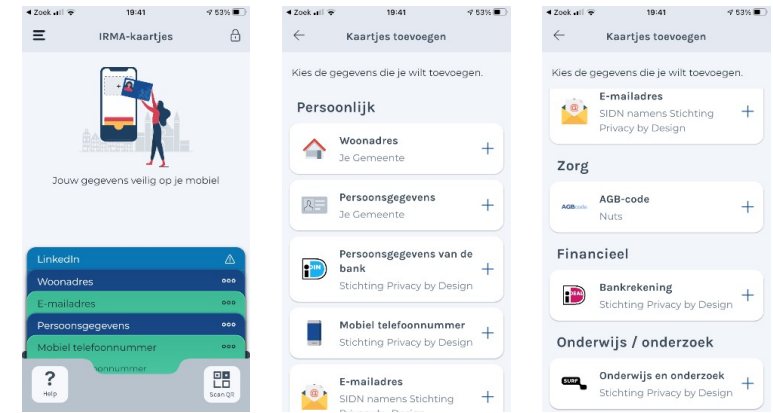 Zoek
19:41
53%
IRMA-kaartjes
Jouw gegevens veilig op je mobiel
LinkedIn
Woonadres
E-mailadres
Persoonsgegevens
Mobiel telefoonnummer
?
Help
Scan QR
Zoek
19:41
53%
Kaartjes toevoegen
Kies de gegevens die je wilt toevoegen.
Persoonlijk
Woonadres
Je Gemeente
Persoonsgegevens
Je Gemeente
Persoonsgegevens van de
bank
Stichting Privacy by Design
Mobiel telefoonnummer
Stichting Privacy by Design
E-mailadres
SIDN namens Stichting
Zoek
19:41
53%
Kaartjes toevoegen
Kies de gegevens die je wilt toevoegen.
E-mailadres
SIDN namens Stichting
Privacy by Design
Zorg
AGBcode
AGB-code
Nuts
Financieel
Bankrekening
Stichting Privacy by Design
Onderwijs / onderzoek
SURF
Onderwijs en onderzoek
Stichting Privacy by Design